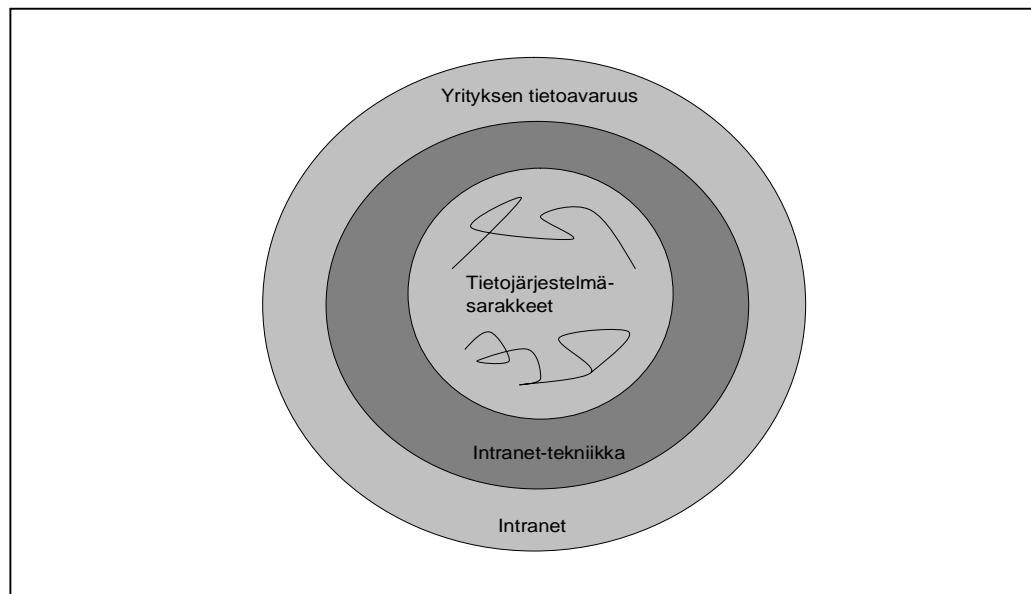 Yrityksen tietoavaruus
Tietojärjestelmä-
sarakkeet
Intranet-tekniikka
Intranet